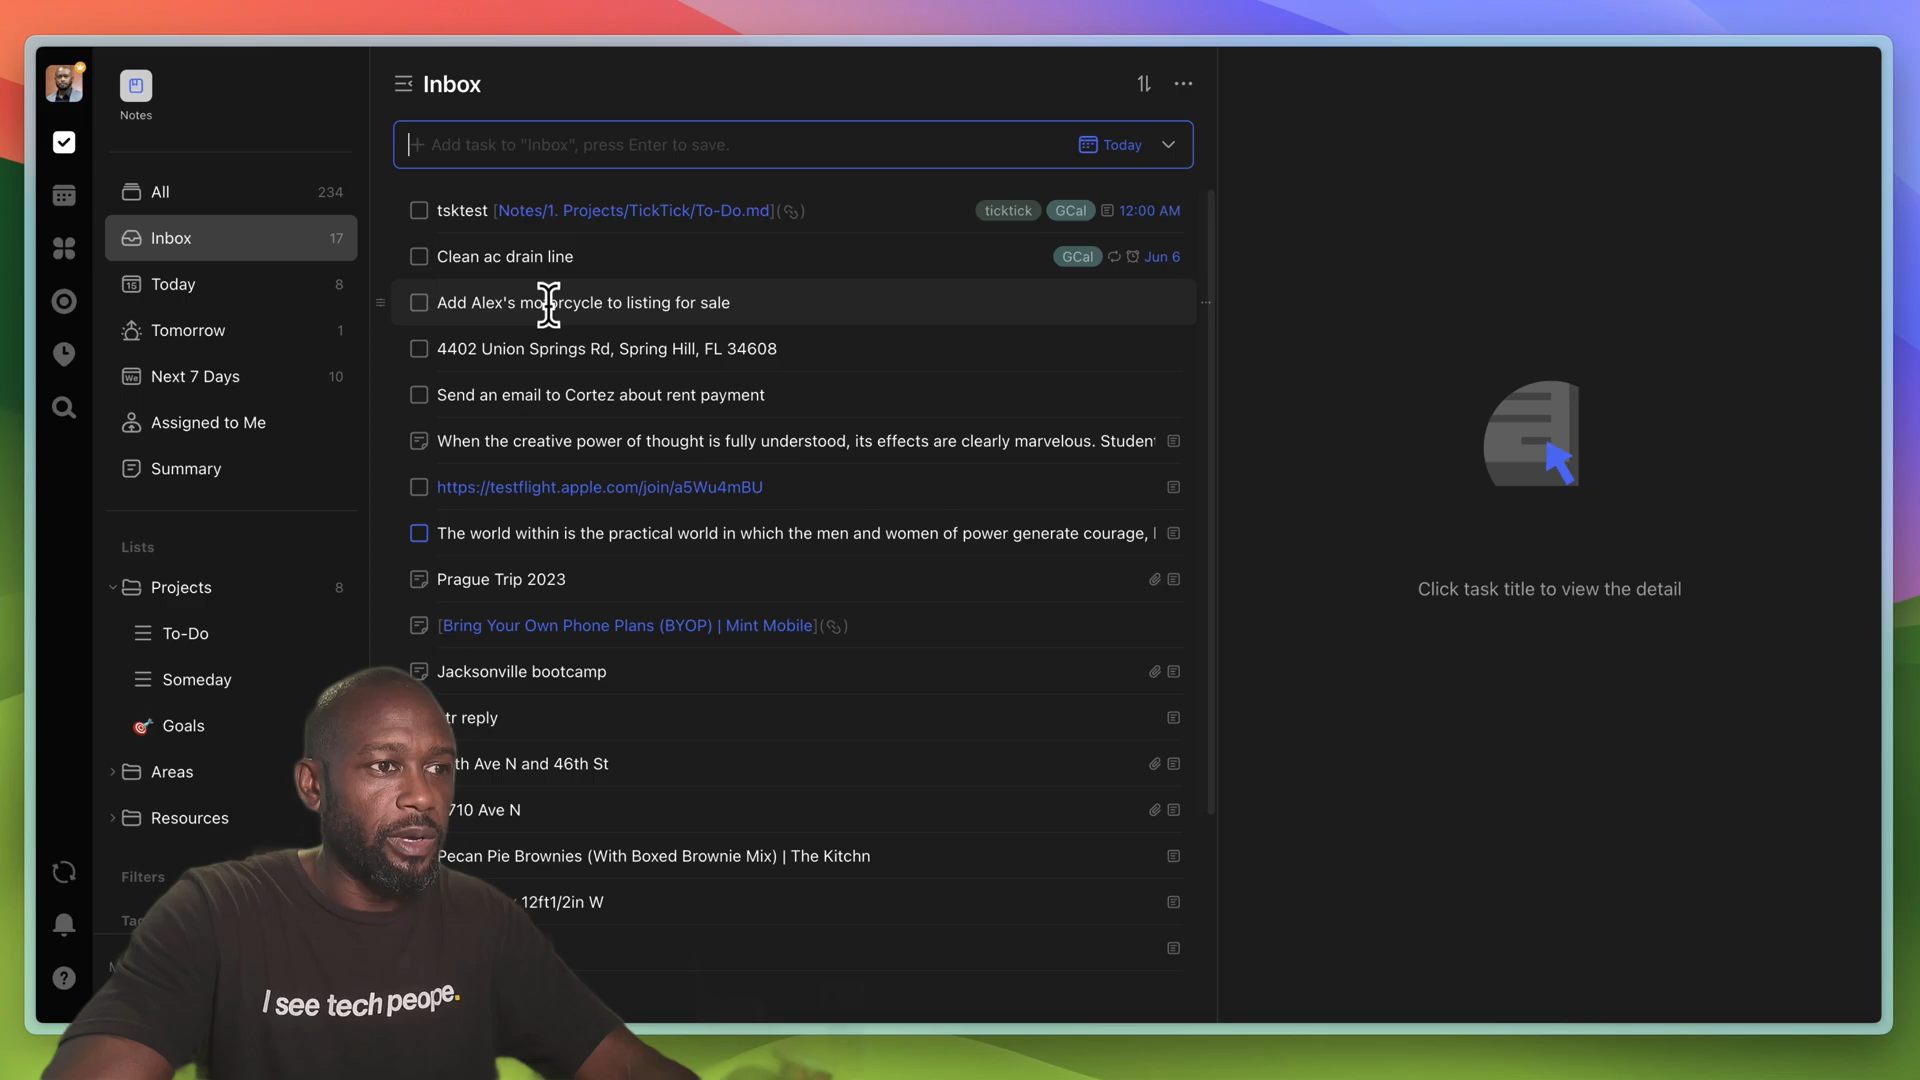 Notes
All 234
Inbox 17
15 Today 8
Tomorrow 1
We Next 7 Days 10
Assigned to Me
Summary
Lists
Projects 8
To-Do
Someday
Goals
Areas
Resources
Filters
Inbox
Add task to "Inbox", press Enter to save. Today
tsktest [Notes/1. Projects/TickTick/To-Do.md]( ) ticktick GCal 12:00 AM
Clean ac drain line GCal Jun 6
Add Alex's motorcycle to listing for sale
4402 Union Springs Rd, Spring Hill, FL 34608
Send an email to Cortez about rent payment
When the creative power of thought is fully understood, its effects are clearly marvelous. Student
https://testflight.apple.com/join/a5Wu4mBU
The world within is the practical world in which the men and women of power generate courage,
Prague Trip 2023
[Bring Your Own Phone Plans (BYOP) | Mint Mobile]( )
Jacksonville bootcamp
reply
Ave N and 46th St
710 Ave N
Pecan Pie Brownies (With Boxed Brownie Mix) | The Kitchn
12ft1/2in W
Click task title to view the detail
I see tech peope.
?